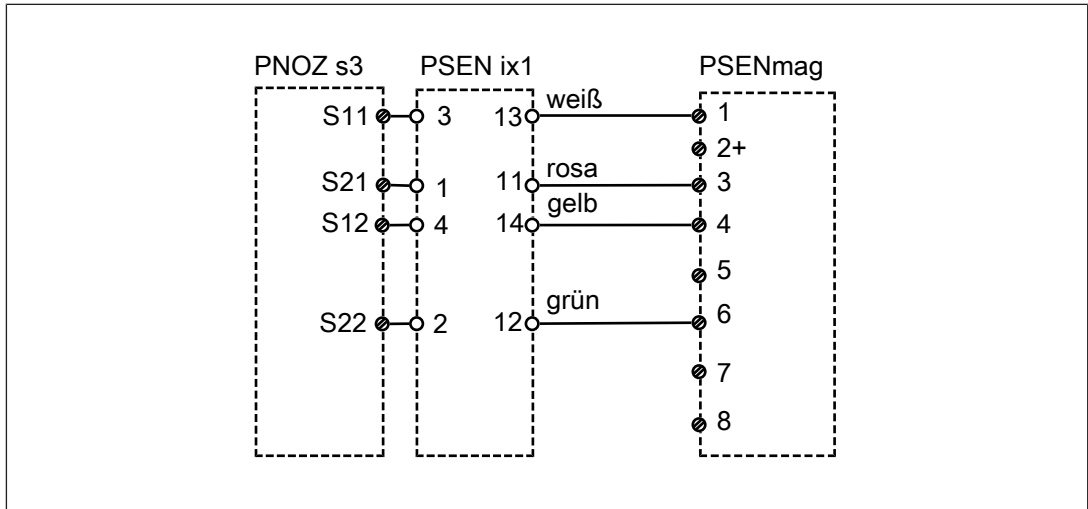 PNOZ s3 PSEN ix1 PSENmag
S11 3 13 weiß 1
2+
S21 1 11 rosa 3
S12 4 14 gelb 4
5
S22 2 12 grün 6
7
8